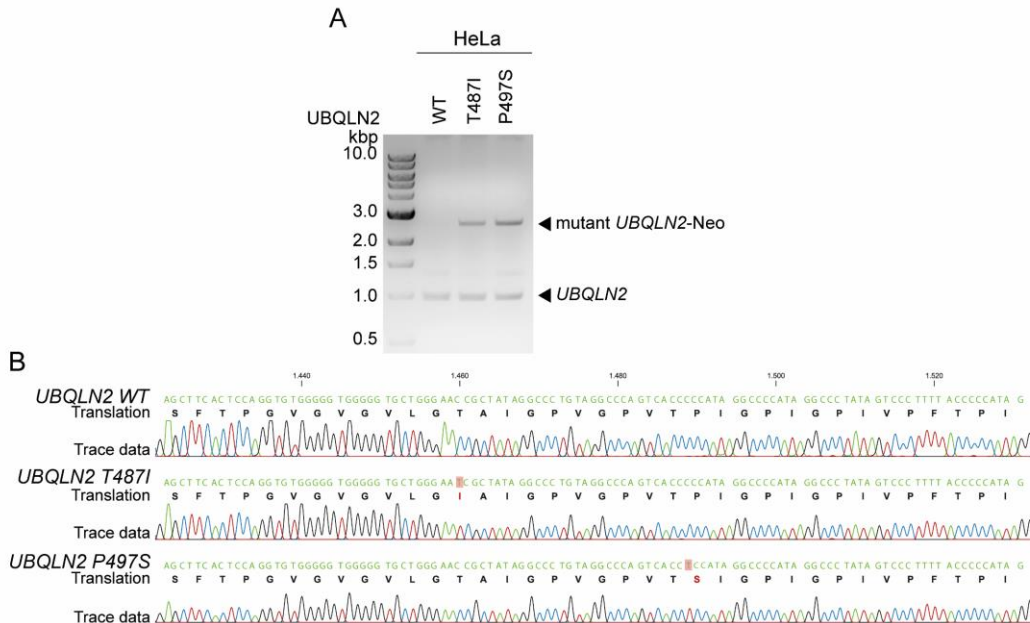 A
HeLa
UBQLN2 WT T487I P497S
kbp
10.0
3.0
mutant UBQLN2-Neo
2.0
1.5
1.0
UBQLN2
0.5
B
1.440 1.460 1.480 1.500 1.520
UBQLN2 WT AGCTTCACTCCAGGTGTGGGGGTGGGGGTGCTGGGAACCGCTATAGGCCCTGTAGGCCCAGTCACCCCCATAGGCCCCATAGGCCCTATAGTCCCTTTTACCCCCATAG
Translation S F T P G V G V G V L G T A I G P V G P V T P I G P I G P I V P F T P I
Trace data
UBQLN2 T487I AGCTTCACTCCAGGTGTGGGGGTGGGGGTGCTGGGAATCGCTATAGGCCCTGTAGGCCCAGTCACCCCCATAGGCCCCATAGGCCCTATAGTCCCTTTTACCCCCATAG
Translation S F T P G V G V G V L G I A I G P V G P V T P I G P I G P I V P F T P I
Trace data
UBQLN2 P497S AGCTTCACTCCAGGTGTGGGGGTGGGGGTGCTGGGAACCGCTATAGGCCCTGTAGGCCCAGTCACCTCCATAGGCCCCATAGGCCCTATAGTCCCTTTTACCCCCATAG
Translation S F T P G V G V G V L G T A I G P V G P V T S I G P I G P I V P F T P I
Trace data